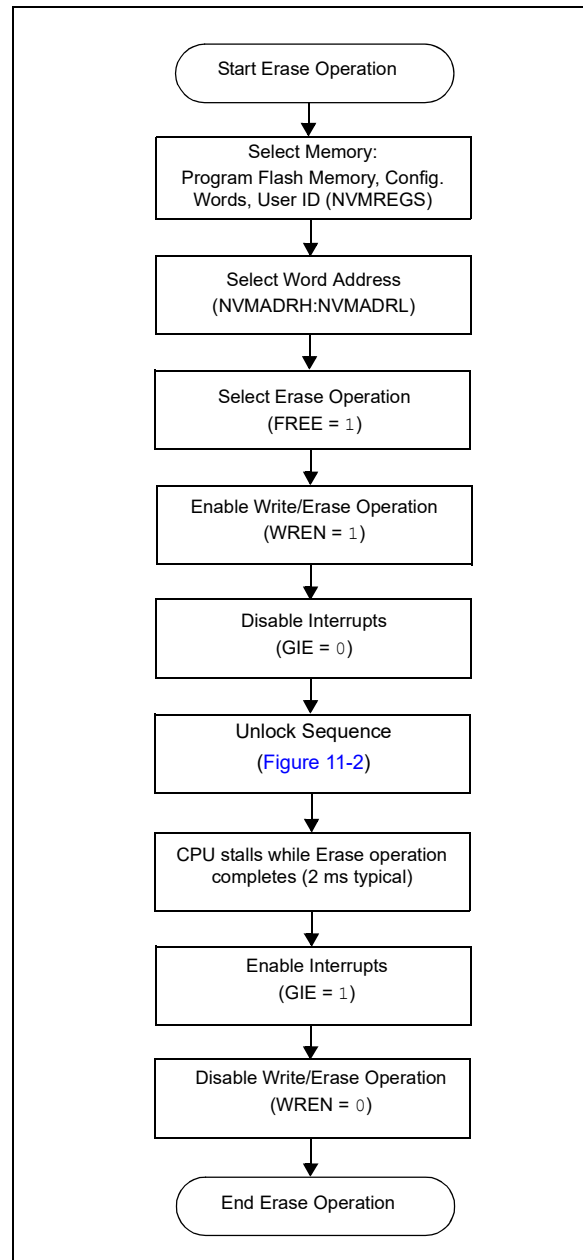 Start Erase Operation
Select Memory:
Program Flash Memory, Config.
Words, User ID (NVMREGS)
Select Word Address
(NVMADRH:NVMADRL)
Select Erase Operation
(FREE = 1)
Enable Write/Erase Operation
(WREN = 1)
Disable Interrupts
(GIE = 0)
Unlock Sequence
(Figure 11-2)
CPU stalls while Erase operation
completes (2 ms typical)
Enable Interrupts
(GIE = 1)
Disable Write/Erase Operation
(WREN = 0)
End Erase Operation